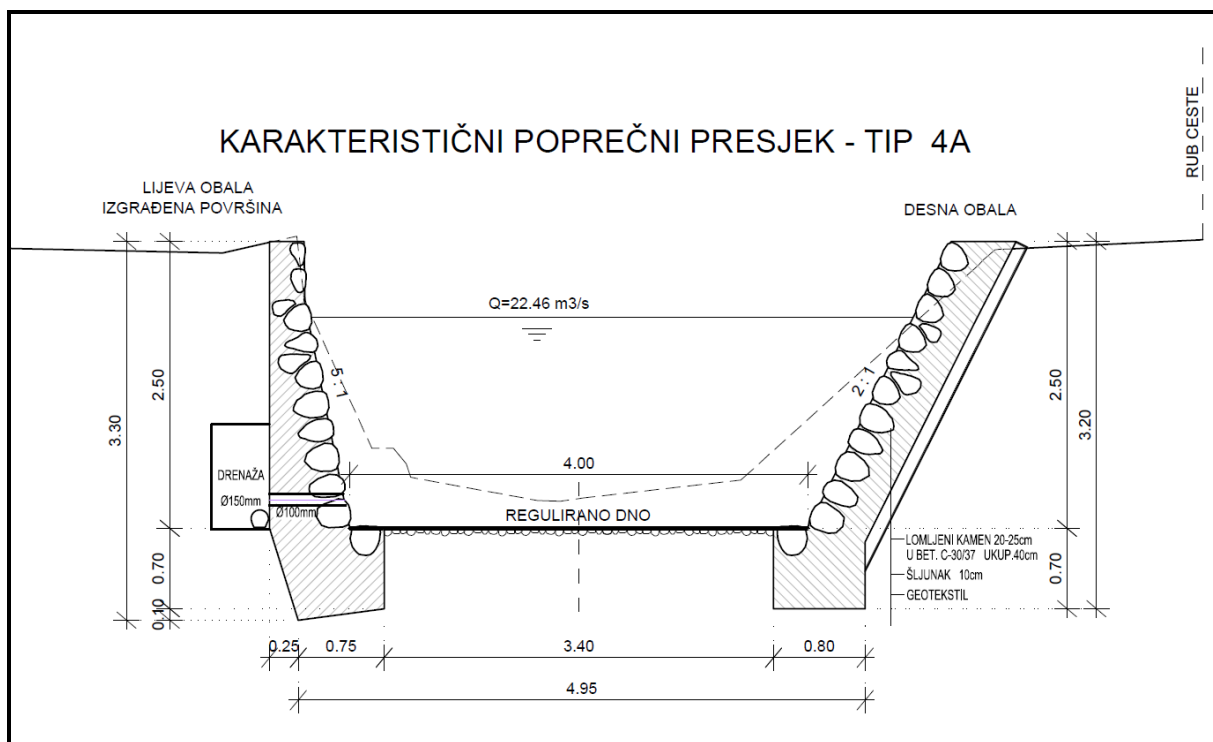 KARAKTERISTIČNI POPREČNI PRESJEK - TIP 4A
RUB CESTE
LIJEVA OBALA
IZGRAĐENA POVRŠINA
DESNA OBALA
Q=22.46 m3/s
5 : 1
2 : 1
2.50
3.30
2.50
3.20
4.00
DRENAŽA
Ø150mm
Ø100mm
REGULIRANO DNO
LOMLJENI KAMEN 20-25cm
U BET. C-30/37 UKUP.40cm
ŠLJUNAK 10cm
GEOTEKSTIL
0.70
0.10
0.70
0.25
0.75
3.40
0.80
4.95